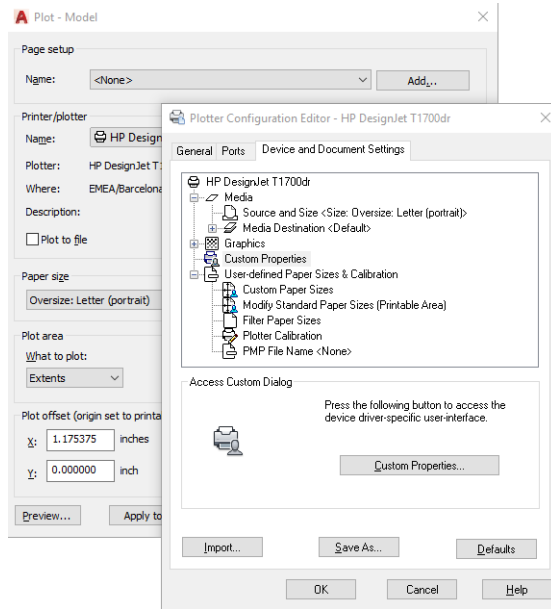 Plot - Model
Page setup
Name:
<None>
Add...
Printer/plotter
Name:
HP Design
Plotter:
HP DesignJet T
Where:
EMEA/Barcelona
Description:
Plot to file
Paper size
Oversize: Letter (portrait)
Plot area
What to plot:
Extents
Plot offset (origin set to printa
X:
1.175375
inches
Y:
0.000000
inch
Preview...
Apply to
Plotter Configuration Editor - HP DesignJet T1700dr
General
Ports
Device and Document Settings
HP DesignJet T1700dr
Media
Source and Size <Size: Oversize: Letter (portrait)>
Media Destination <Default>
Graphics
Custom Properties
User-defined Paper Sizes & Calibration
Custom Paper Sizes
Modify Standard Paper Sizes (Printable Area)
Filter Paper Sizes
Plotter Calibration
PMP File Name <None>
Access Custom Dialog
Press the following button to access the
device driver-specific user-interface.
Custom Properties...
Import...
Save As...
Defaults
OK
Cancel
Help